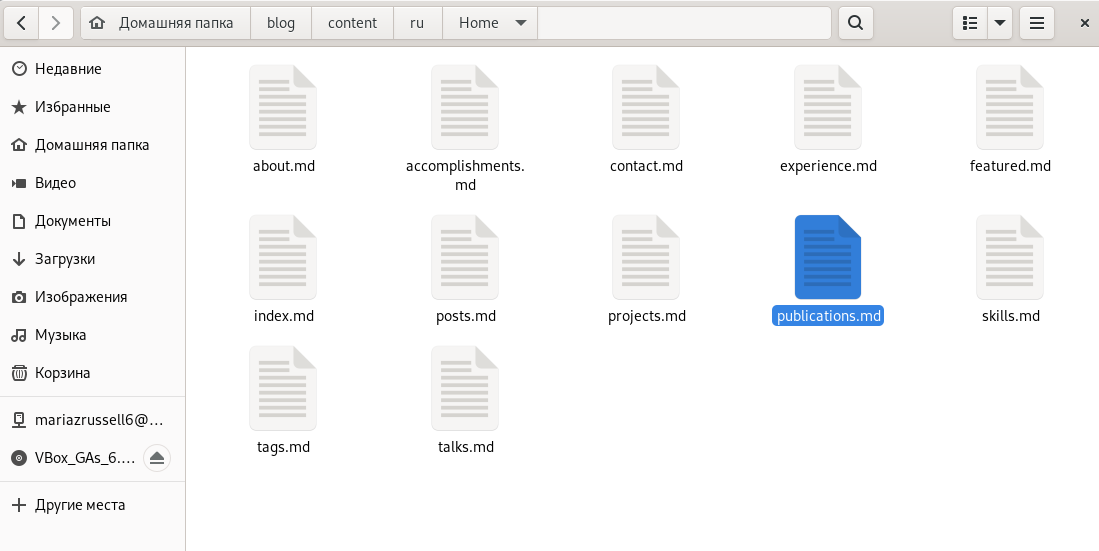 Домашняя папка blog content ru Home
Недавние
Избранные
Домашняя папка
Видео
Документы
Загрузки
Изображения
Музыка
Корзина
mariazrussell6@...
VBox_GAs_6....
Другие места
about.md
accomplishments.
md
contact.md
experience.md
featured.md
index.md
posts.md
projects.md
publications.md
skills.md
tags.md
talks.md